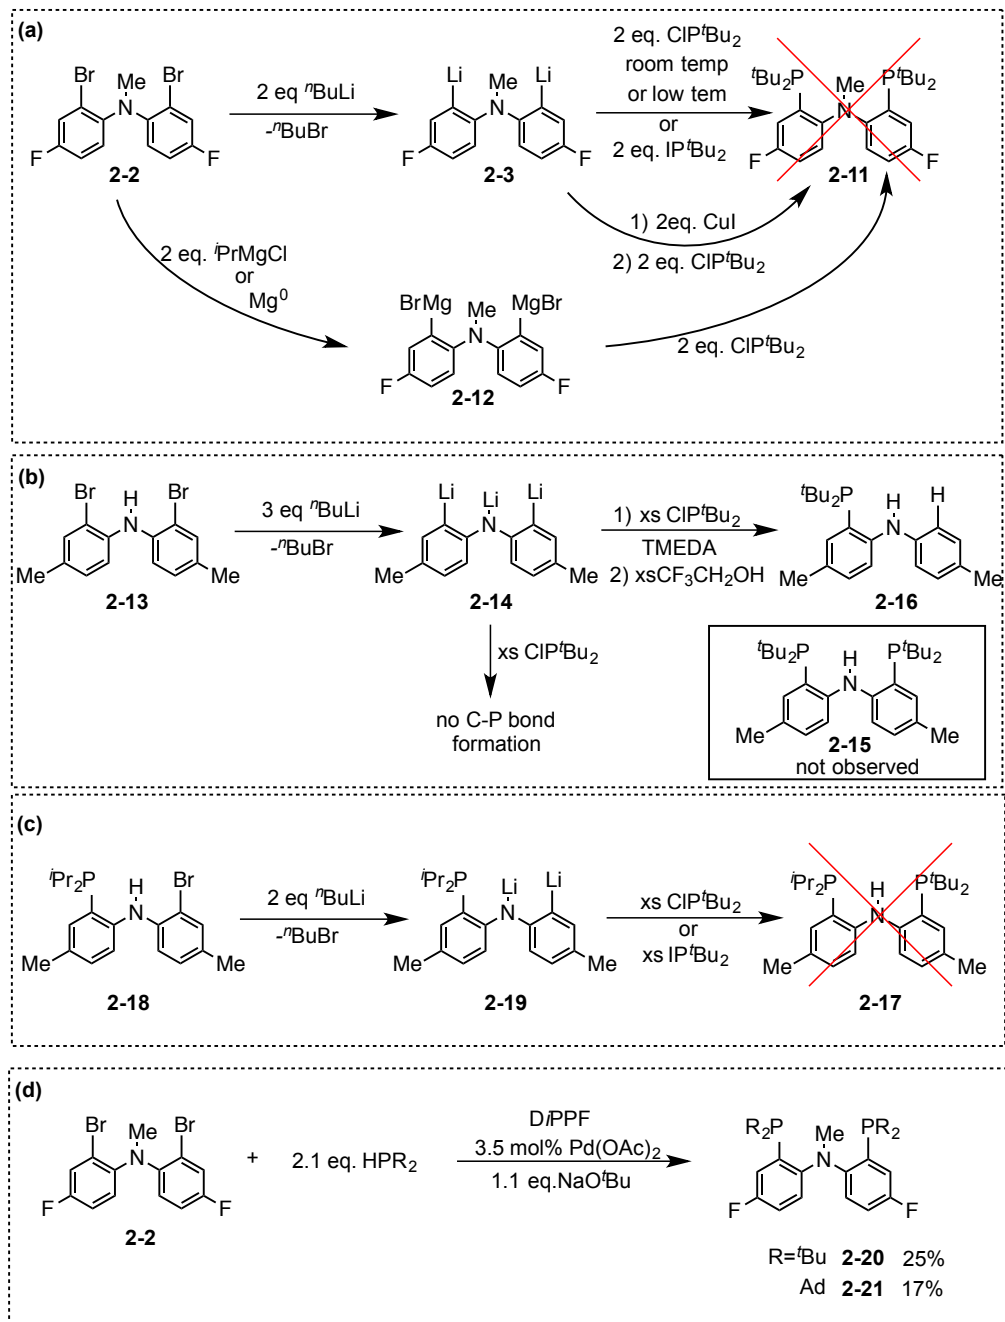 (a)
Br Me Br
N
F F
2-2
2 eq ⁿBuLi
-ⁿBuBr
Li Me Li
N
F F
2-3
2 eq. ClPᵗBu₂
room temp
or low tem
or
2 eq. IPᵗBu₂
ᵗBu₂P Me PᵗBu₂
N
F F
2-11
1) 2eq. CuI
2) 2 eq. ClPᵗBu₂
2 eq. ⁱPrMgCl
or
Mg⁰
BrMg Me MgBr
N
F F
2-12
2 eq. ClPᵗBu₂
(b)
Br H Br
N
Me Me
2-13
3 eq ⁿBuLi
-ⁿBuBr
Li Li Li
N
Me Me
2-14
1) xs ClPᵗBu₂
TMEDA
2) xsCF₃CH₂OH
ᵗBu₂P H H
N
Me Me
2-16
xs ClPᵗBu₂
no C-P bond
formation
ᵗBu₂P H PᵗBu₂
N
Me Me
2-15
not observed
(c)
ⁱPr₂P H Br
N
Me Me
2-18
2 eq ⁿBuLi
-ⁿBuBr
ⁱPr₂P Li Li
N
Me Me
2-19
xs ClPᵗBu₂
or
xs IPᵗBu₂
ⁱPr₂P H PᵗBu₂
N
Me Me
2-17
(d)
Br Me Br
N
F F
2-2
+ 2.1 eq. HPR₂
DiPPF
3.5 mol% Pd(OAc)₂
1.1 eq.NaOᵗBu
R₂P Me PR₂
N
F F
R=ᵗBu 2-20 25%
Ad 2-21 17%